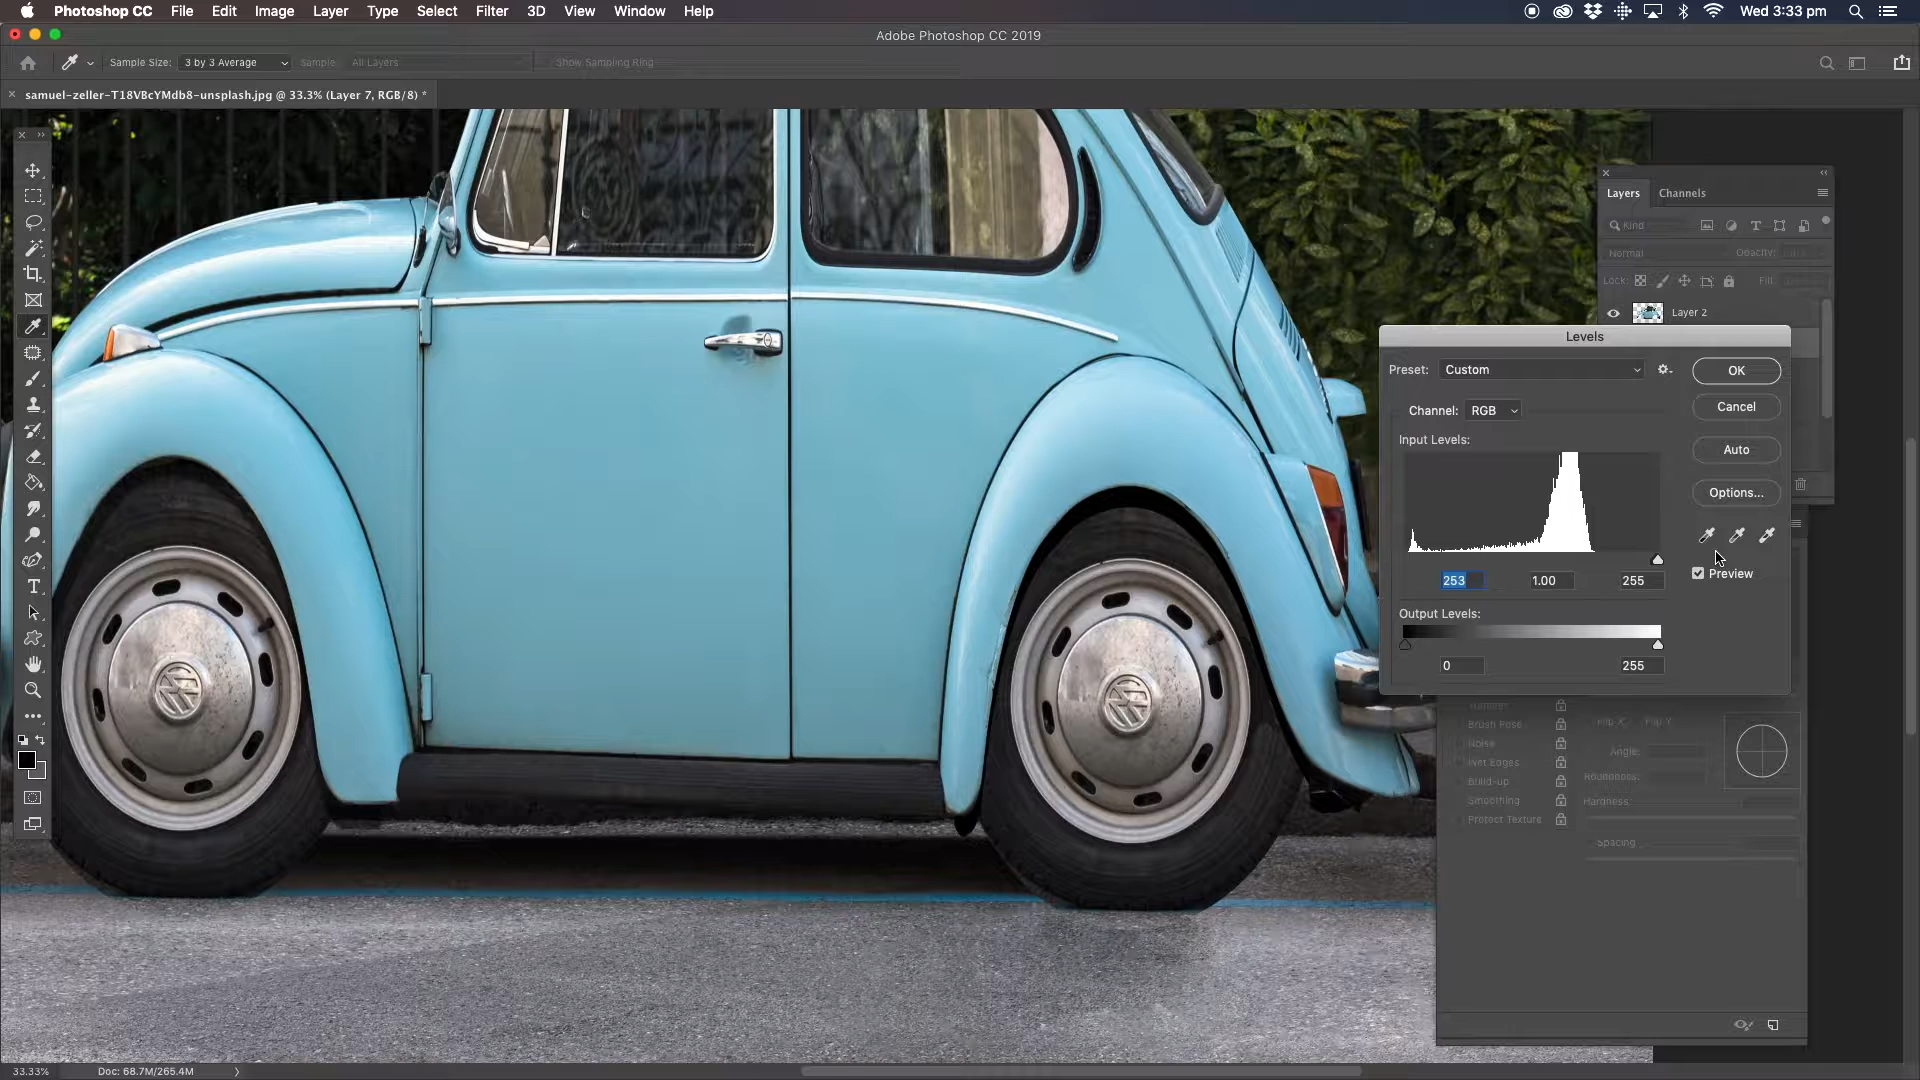 Photoshop CC File Edit Image Layer Type Select Filter 3D View Window Help Wed 3:33 pm
Adobe Photoshop CC 2019
Sample Size: 3 by 3 Average Sample: All Layers Show Sampling Ring
samuel-zeller-T18VBcYMdb8-unsplash.jpg @ 33.3% (Layer 7, RGB/8) *
Layers Channels
Kind
Normal Opacity:
Lock: Fill:
Layer 2
Levels
Preset: Custom OK
Channel: RGB Cancel
Input Levels: Auto
Options...
253 1.00 255 Preview
Output Levels:
0 255
Brush Pose Flip X Flip Y
Noise
Angle:
Wet Edges
Roundness:
Build-up
Smoothing Hardness:
Protect Texture
Spacing
33.33% Doc: 68.7M/265.4M